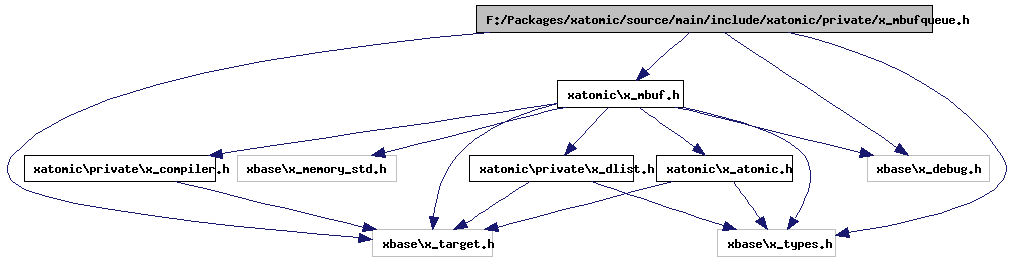 F:/Packages/xatomic/source/main/include/xatomic/private/x_mbufqueue.h
xatomic\x_mbuf.h
xatomic\private\x_compiler.h
xbase\x_memory_std.h
xatomic\private\x_dlist.h
xatomic\x_atomic.h
xbase\x_debug.h
xbase\x_target.h
xbase\x_types.h